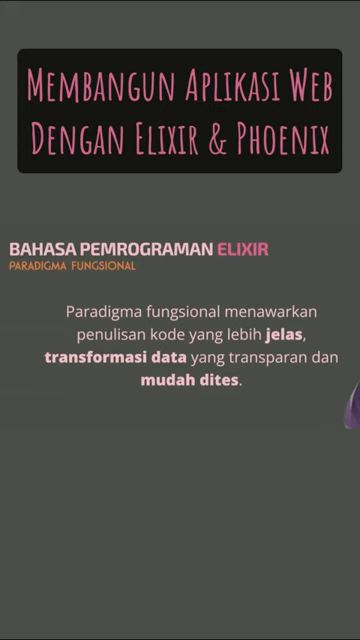 MEMBANGUN APLIKASI WEB
DENGAN ELIXIR & PHOENIX
BAHASA PEMROGRAMAN ELIXIR
PARADIGMA FUNGSIONAL
Paradigma fungsional menawarkan
penulisan kode yang lebih jelas,
transformasi data yang transparan dan
mudah dites.